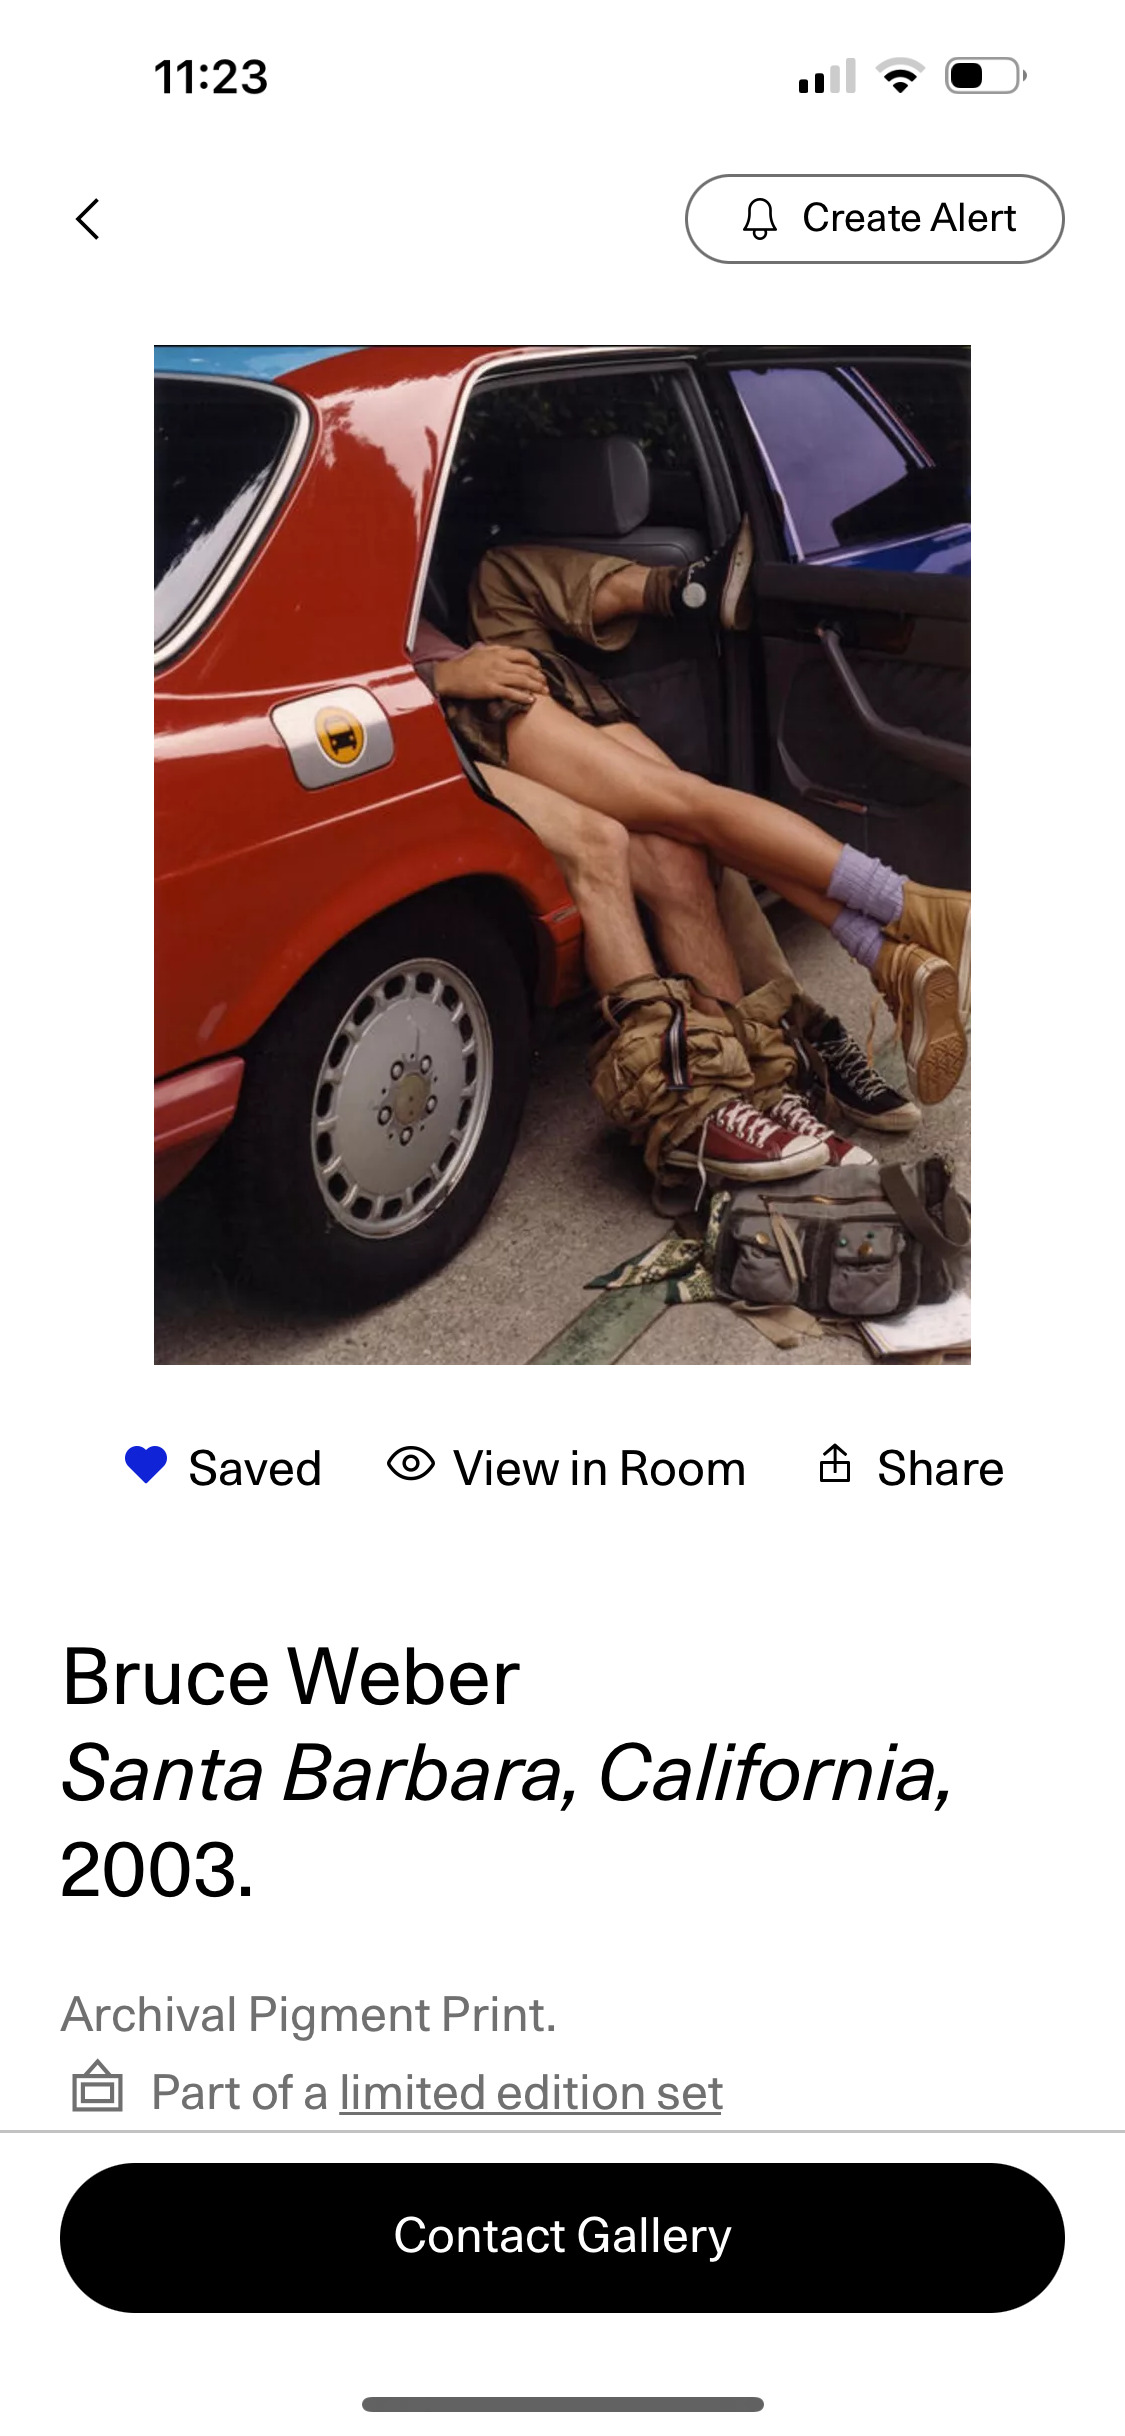 11:23
Create Alert
Saved
View in Room
Share
Bruce Weber
Santa Barbara, California,
2003.
Archival Pigment Print.
Part of a limited edition set
Contact Gallery